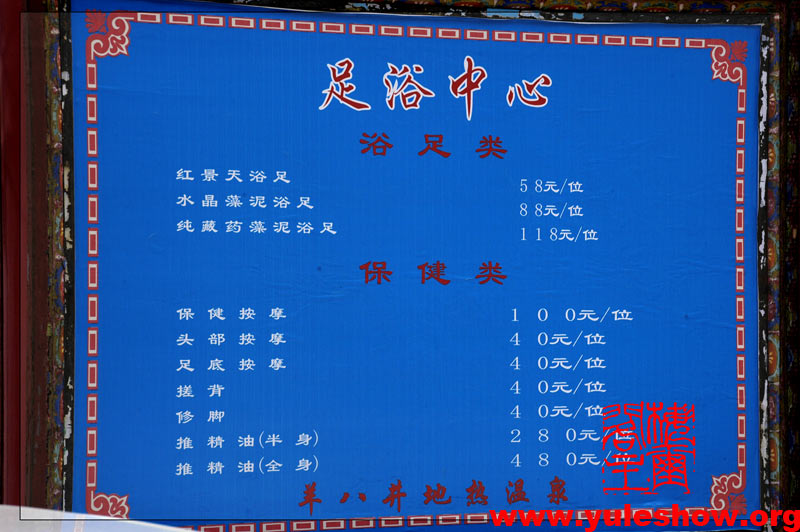 足浴中心
浴足类
红景天浴足 58元/位
水晶藻泥浴足 88元/位
纯藏药藻泥浴足 118元/位
保健类
保健按摩 100元/位
头部按摩 40元/位
足底按摩 40元/位
搓背 40元/位
修脚 40元/位
推精油(半身) 280元/位
推精油(全身) 480元/位
羊八井地热温泉
www.yuleshow.org